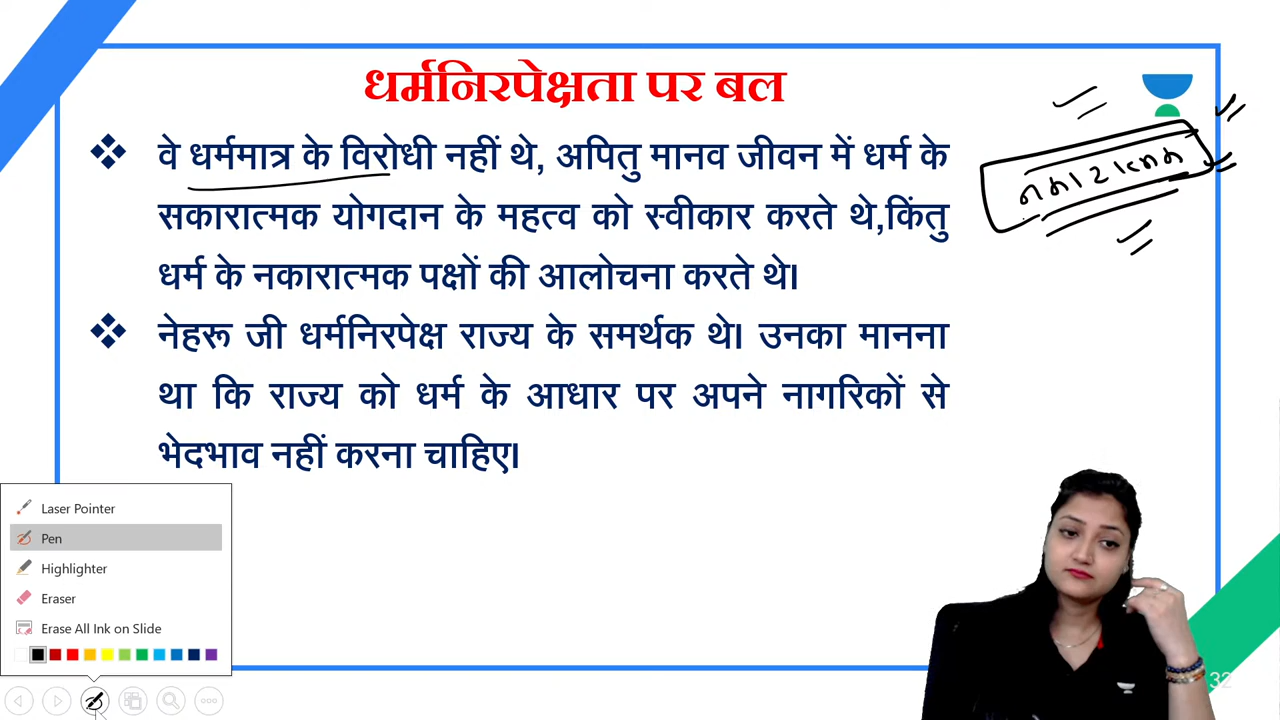 धर्मनिरपेक्षता पर बल
❖ वे धर्ममात्र के विरोधी नहीं थे, अपितु मानव जीवन में धर्म के
सकारात्मक योगदान के महत्व को स्वीकार करते थे,किंतु
धर्म के नकारात्मक पक्षों की आलोचना करते थे।
❖ नेहरू जी धर्मनिरपेक्ष राज्य के समर्थक थे। उनका मानना
था कि राज्य को धर्म के आधार पर अपने नागरिकों से
भेदभाव नहीं करना चाहिए।
Laser Pointer
Pen
Highlighter
Eraser
Erase All Ink on Slide
32